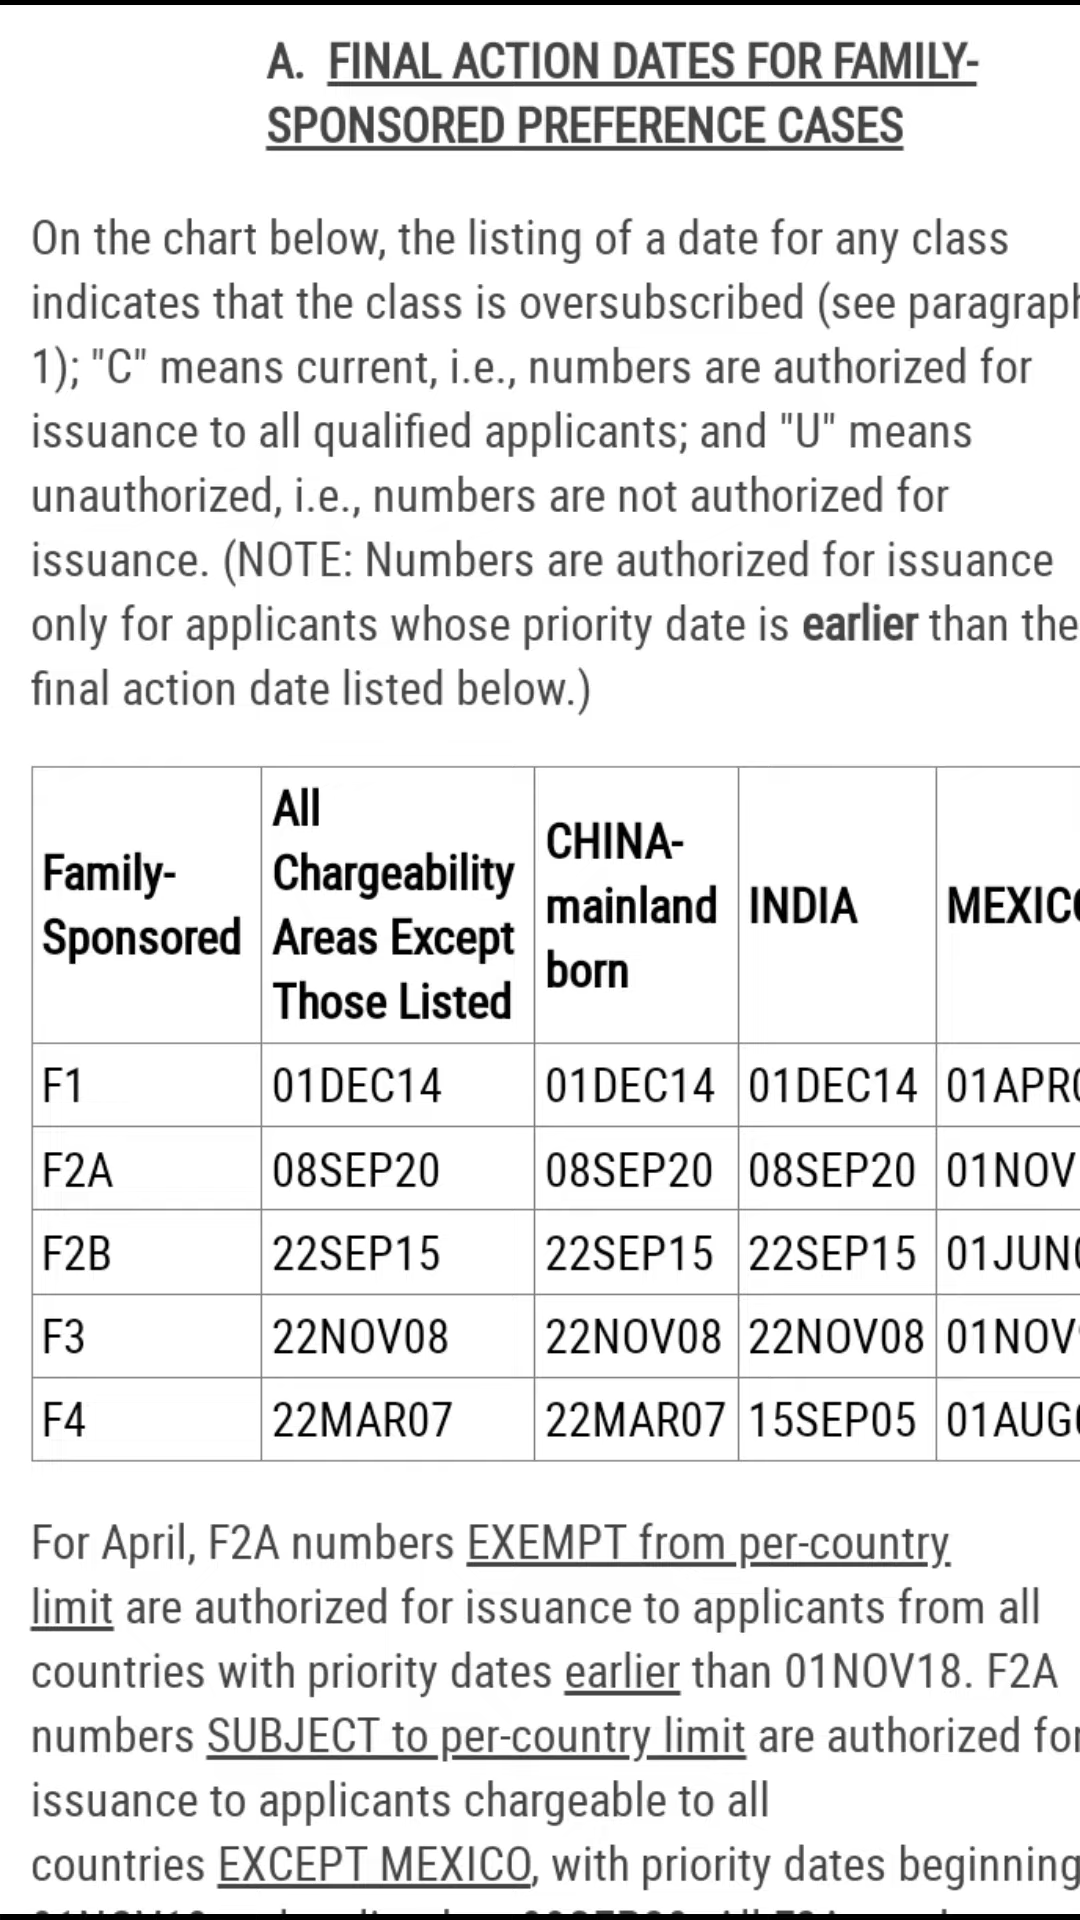 A. FINAL ACTION DATES FOR FAMILY-
SPONSORED PREFERENCE CASES
On the chart below, the listing of a date for any class
indicates that the class is oversubscribed (see paragraph
1); "C" means current, i.e., numbers are authorized for
issuance to all qualified applicants; and "U" means
unauthorized, i.e., numbers are not authorized for
issuance. (NOTE: Numbers are authorized for issuance
only for applicants whose priority date is earlier than the
final action date listed below.)
Family-Sponsored All Chargeability Areas Except Those Listed CHINA-mainland born INDIA MEXICO
F1 01DEC14 01DEC14 01DEC14 01APR
F2A 08SEP20 08SEP20 08SEP20 01NOV
F2B 22SEP15 22SEP15 22SEP15 01JUN
F3 22NOV08 22NOV08 22NOV08 01NOV
F4 22MAR07 22MAR07 15SEP05 01AUG
For April, F2A numbers EXEMPT from per-country
limit are authorized for issuance to applicants from all
countries with priority dates earlier than 01NOV18. F2A
numbers SUBJECT to per-country limit are authorized for
issuance to applicants chargeable to all
countries EXCEPT MEXICO, with priority dates beginning